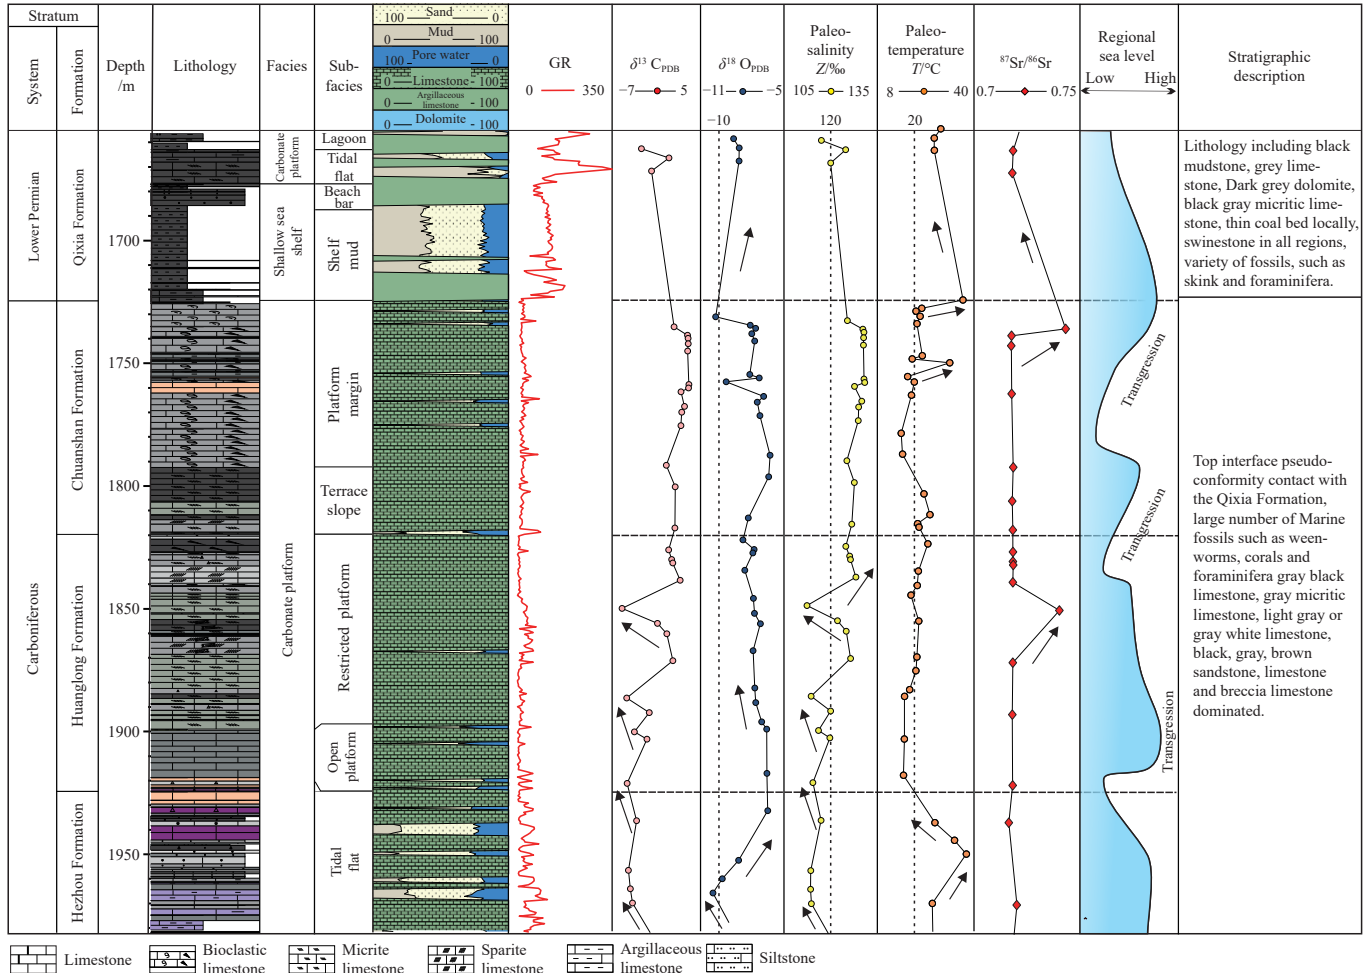 Stratum
System
Formation
Depth
/m
Lithology
Facies
Sub-
facies
Sand
100
0
Mud
0
100
Pore water
100
0
Limestone
0
100
Argillaceous
limestone
0
100
Dolomite
0
100
GR
0
350
δ¹³ C_PDB
−7
5
δ¹⁸ O_PDB
−11
−5
−10
Paleo-
salinity
Z/‰
105
135
120
Paleo-
temperature
T/°C
8
40
20
⁸⁷Sr/⁸⁶Sr
0.7
0.75
Regional
sea level
Low
High
Stratigraphic
description
Lower Permian
Carboniferous
Qixia Formation
Chuanshan Formation
Huanglong Formation
Hezhou Formation
1700
1750
1800
1850
1900
1950
Carbonate
platform
Shallow sea
shelf
Carbonate platform
Lagoon
Tidal
flat
Beach
bar
Shelf
mud
Platform
margin
Terrace
slope
Restricted platform
Open
platform
Tidal
flat
Transgression
Transgression
Transgression
Lithology including black
mudstone, grey lime-
stone, Dark grey dolomite,
black gray micritic lime-
stone, thin coal bed locally,
swinestone in all regions,
variety of fossils, such as
skink and foraminifera.
Top interface pseudo-
conformity contact with
the Qixia Formation,
large number of Marine
fossils such as ween-
worms, corals and
foraminifera gray black
limestone, gray micritic
limestone, light gray or
gray white limestone,
black, gray, brown
sandstone, limestone
and breccia limestone
dominated.
Limestone
Bioclastic
limestone
Micrite
limestone
Sparite
limestone
Argillaceous
limestone
Siltstone